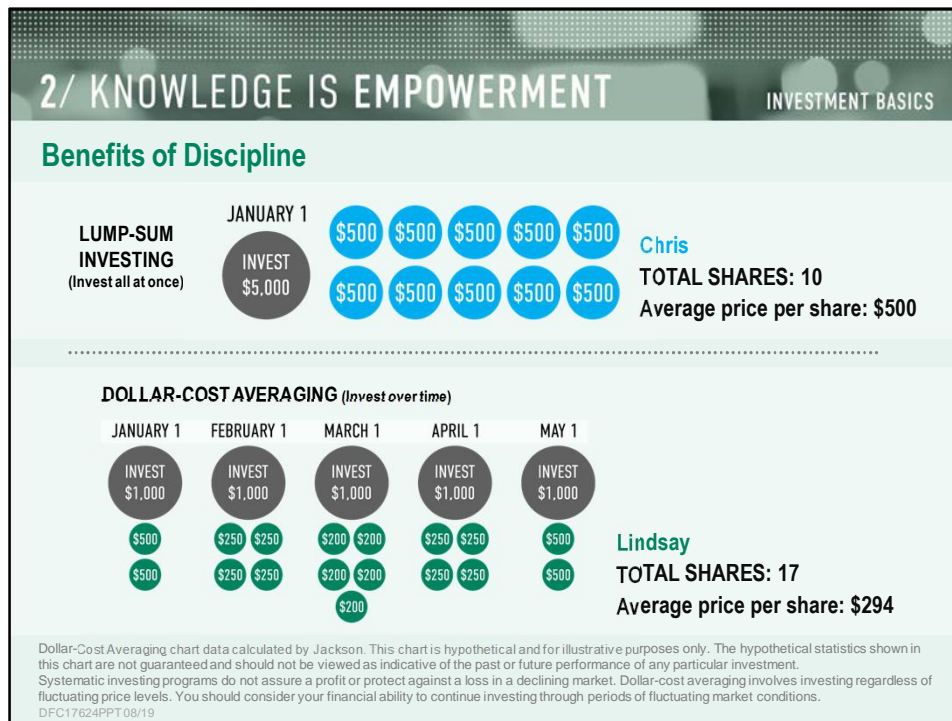 2/ KNOWLEDGE IS EMPOWERMENT
INVESTMENT BASICS
Benefits of Discipline
LUMP-SUM
INVESTING
(Invest all at once)
JANUARY 1
INVEST
$5,000
$500 $500 $500 $500 $500
$500 $500 $500 $500 $500
Chris
TOTAL SHARES: 10
Average price per share: $500
DOLLAR-COST AVERAGING (Invest over time)
JANUARY 1 FEBRUARY 1 MARCH 1 APRIL 1 MAY 1
INVEST INVEST INVEST INVEST INVEST
$1,000 $1,000 $1,000 $1,000 $1,000
$500 $250 $250 $200 $200 $250 $250 $500
$500 $250 $250 $200 $200 $250 $250 $500
$200
Lindsay
TOTAL SHARES: 17
Average price per share: $294
Dollar-Cost Averaging chart data calculated by Jackson. This chart is hypothetical and for illustrative purposes only. The hypothetical statistics shown in
this chart are not guaranteed and should not be viewed as indicative of the past or future performance of any particular investment.
Systematic investing programs do not assure a profit or protect against a loss in a declining market. Dollar-cost averaging involves investing regardless of
fluctuating price levels. You should consider your financial ability to continue investing through periods of fluctuating market conditions.
DFC17624PPT 08/19